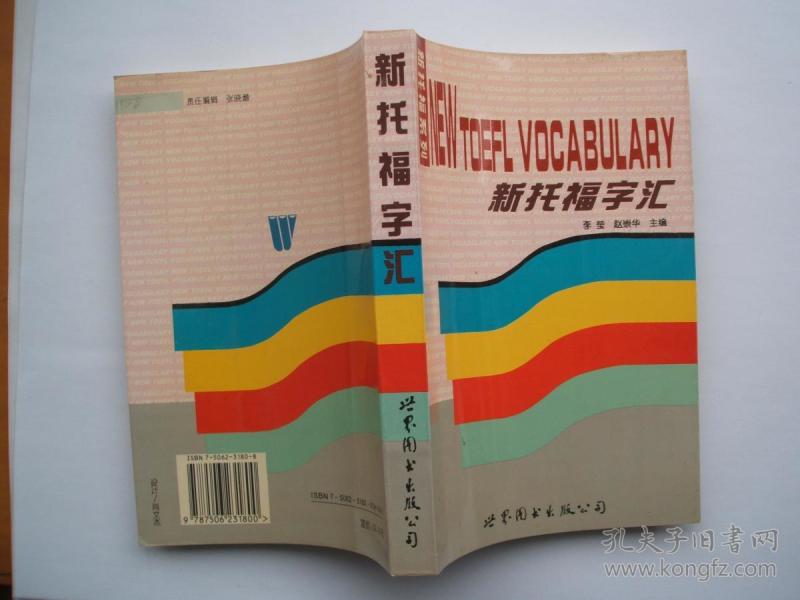 责任编辑 张晓蕾
ISBN 7-5062-3180-8
9 787506 231800 >
新托福字汇
世界图书出版公司
新托福系列
NEW TOEFL VOCABULARY
新托福字汇
李莹 赵崇华 主编
世界图书出版公司
孔夫子旧书网
www.kongfz.com